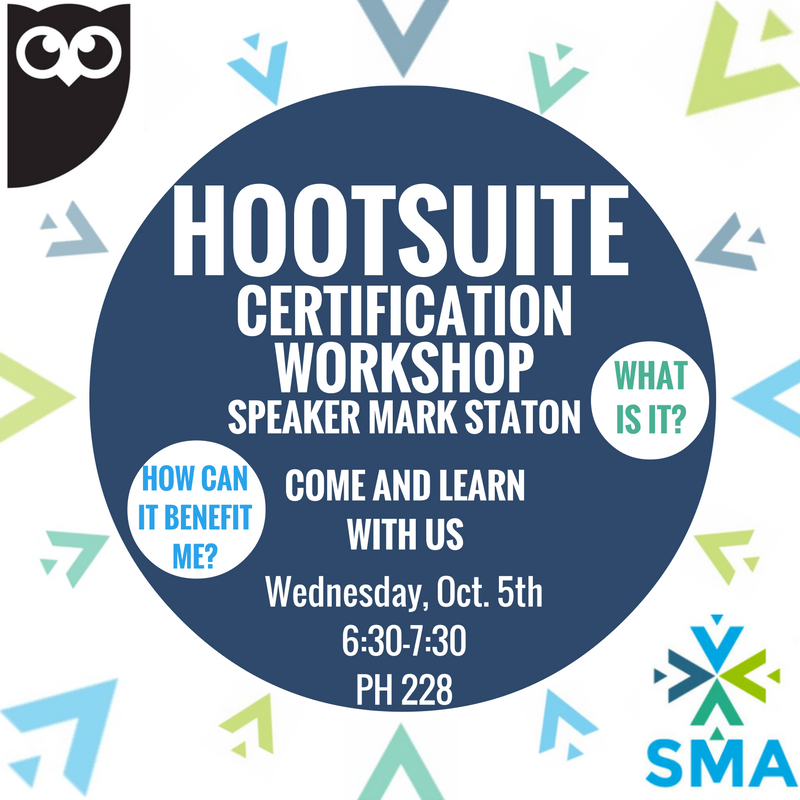 HOOTSUITE
CERTIFICATION
WORKSHOP
SPEAKER MARK STATON
WHAT
IS IT?
HOW CAN
IT BENEFIT
ME?
COME AND LEARN
WITH US
Wednesday, Oct. 5th
6:30-7:30
PH 228
SMA